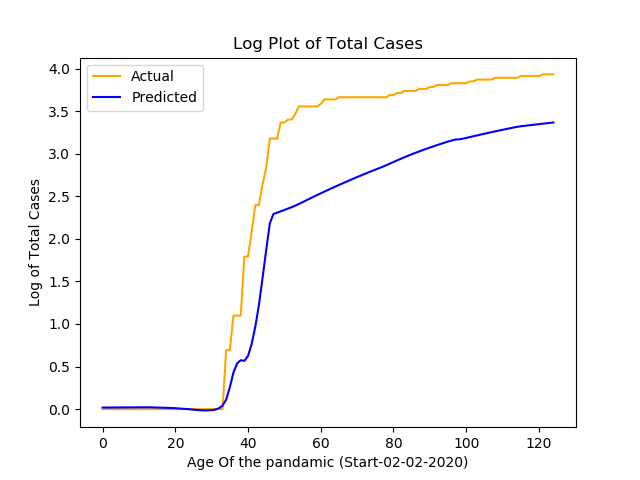 Log Plot of Total Cases
Actual
Predicted
4.0
3.5
3.0
2.5
2.0
1.5
1.0
0.5
0.0
Log of Total Cases
0 20 40 60 80 100 120
Age Of the pandamic (Start-02-02-2020)